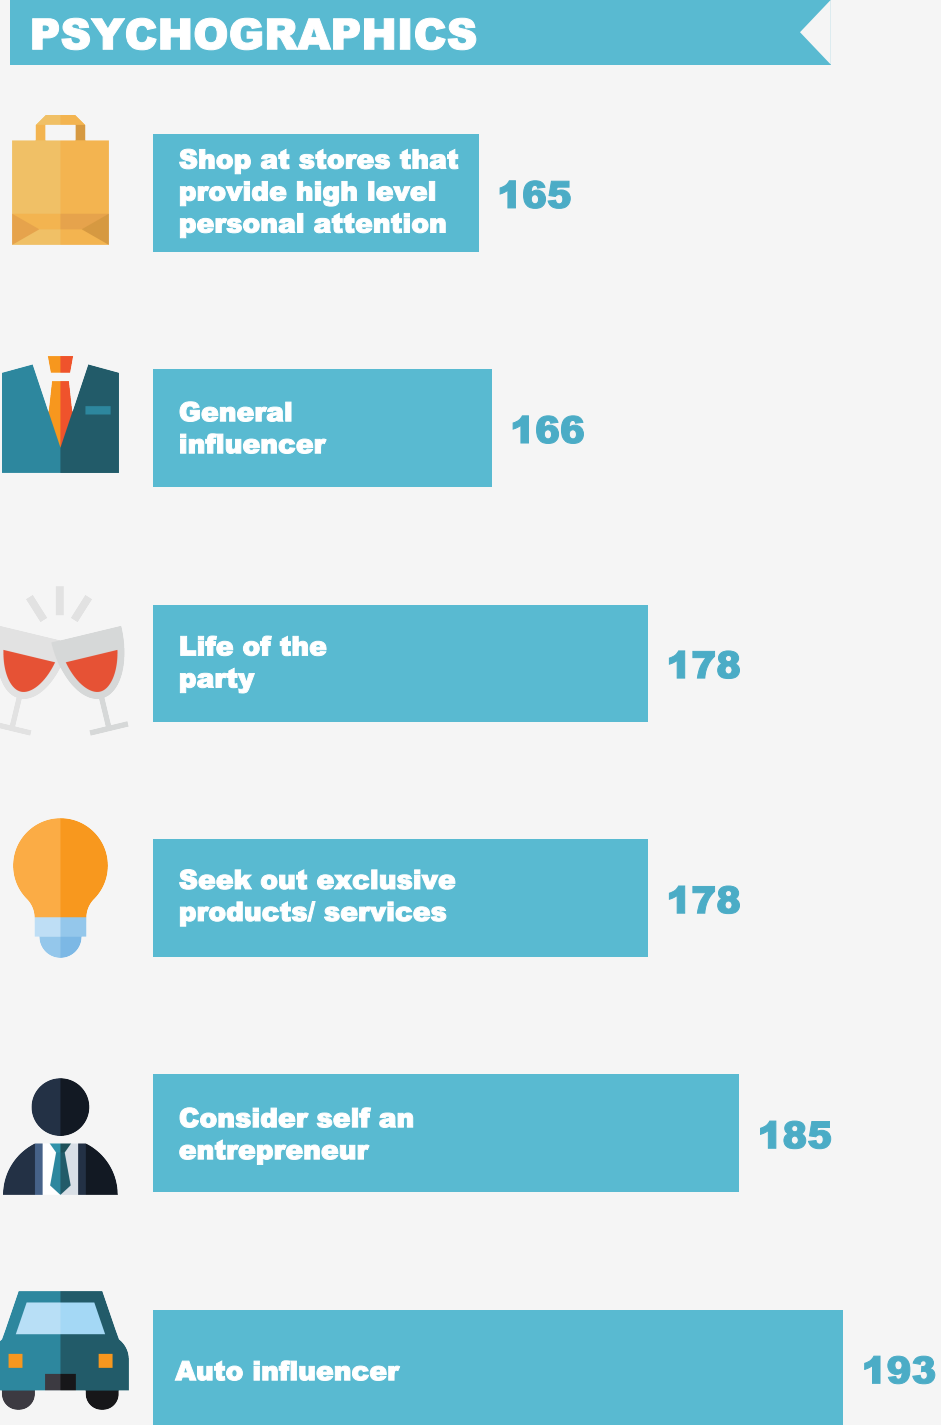 PSYCHOGRAPHICS
Shop at stores that
provide high level
personal attention
165
General
influencer
166
Life of the
party
178
Seek out exclusive
products/ services
178
Consider self an
entrepreneur
185
Auto influencer
193